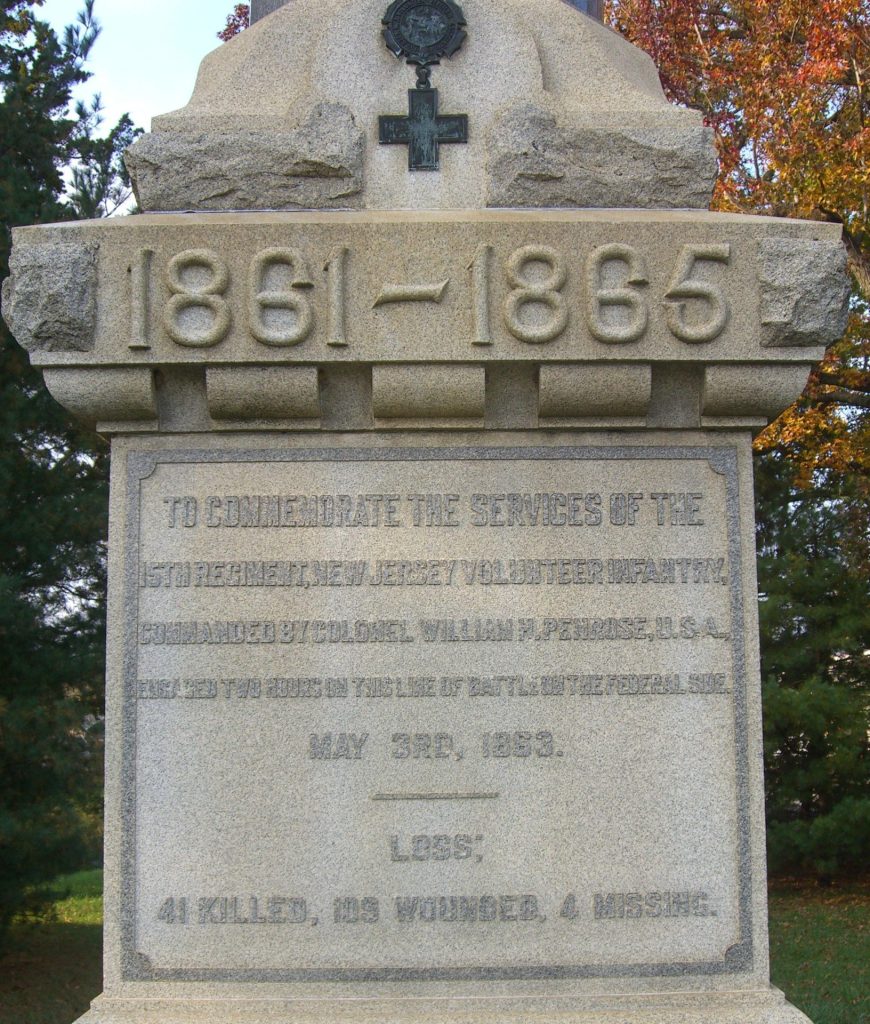 1861–1865
TO COMMEMORATE THE SERVICES OF THE
15TH REGIMENT, NEW JERSEY VOLUNTEER INFANTRY,
COMMANDED BY COLONEL WILLIAM H. PENROSE, U.S.A.,
ENGAGED TWO HOURS ON THIS LINE OF BATTLE ON THE FEDERAL SIDE.
MAY 3RD, 1863.
LOSS;
41 KILLED, 109 WOUNDED, 4 MISSING.